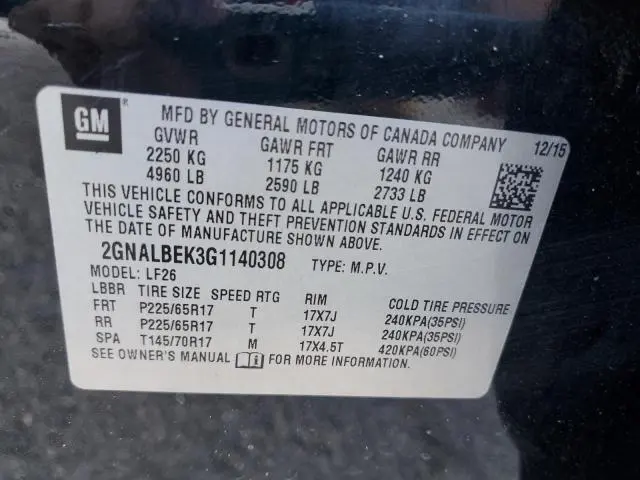 GM ®
MFD BY GENERAL MOTORS OF CANADA COMPANY
GVWR GAWR FRT GAWR RR 12/15
2250 KG 1175 KG 1240 KG
4960 LB 2590 LB 2733 LB
THIS VEHICLE CONFORMS TO ALL APPLICABLE U.S. FEDERAL MOTOR
VEHICLE SAFETY AND THEFT PREVENTION STANDARDS IN EFFECT ON
THE DATE OF MANUFACTURE SHOWN ABOVE.
2GNALBEK3G1140308 TYPE: M.P.V.
MODEL: LF26
LBBR TIRE SIZE SPEED RTG RIM COLD TIRE PRESSURE
FRT P225/65R17 T 17X7J 240KPA(35PSI)
RR P225/65R17 T 17X7J 240KPA(35PSI)
SPA T145/70R17 M 17X4.5T 420KPA(60PSI)
SEE OWNER'S MANUAL FOR MORE INFORMATION.